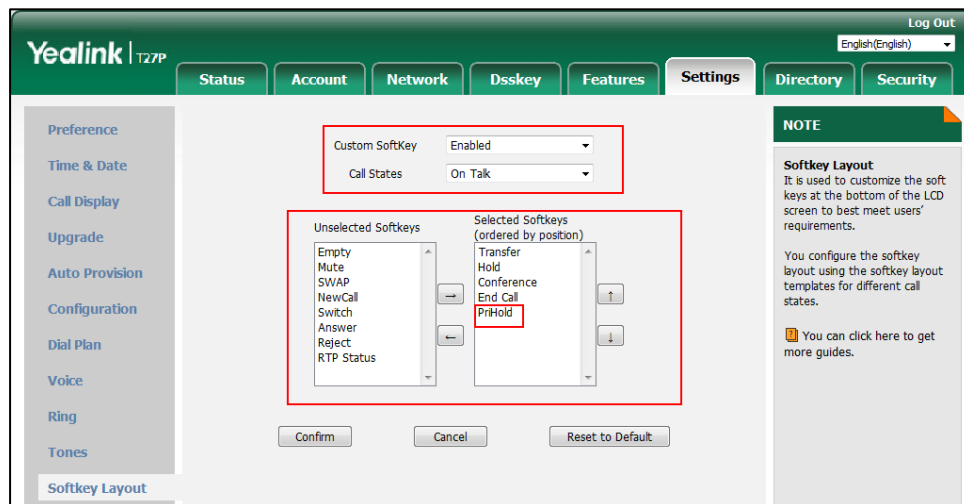 Log Out
Yealink | T27P
English(English)
Status Account Network Dsskey Features Settings Directory Security
Preference
Time & Date
Call Display
Upgrade
Auto Provision
Configuration
Dial Plan
Voice
Ring
Tones
Softkey Layout
Custom SoftKey Enabled
Call States On Talk
Unselected Softkeys
Empty
Mute
SWAP
NewCall
Switch
Answer
Reject
RTP Status
→
←
Selected Softkeys
(ordered by position)
Transfer
Hold
Conference
End Call
PriHold
↑
↓
Confirm Cancel Reset to Default
NOTE
Softkey Layout
It is used to customize the soft
keys at the bottom of the LCD
screen to best meet users'
requirements.
You configure the softkey
layout using the softkey layout
templates for different call
states.
? You can click here to get
more guides.